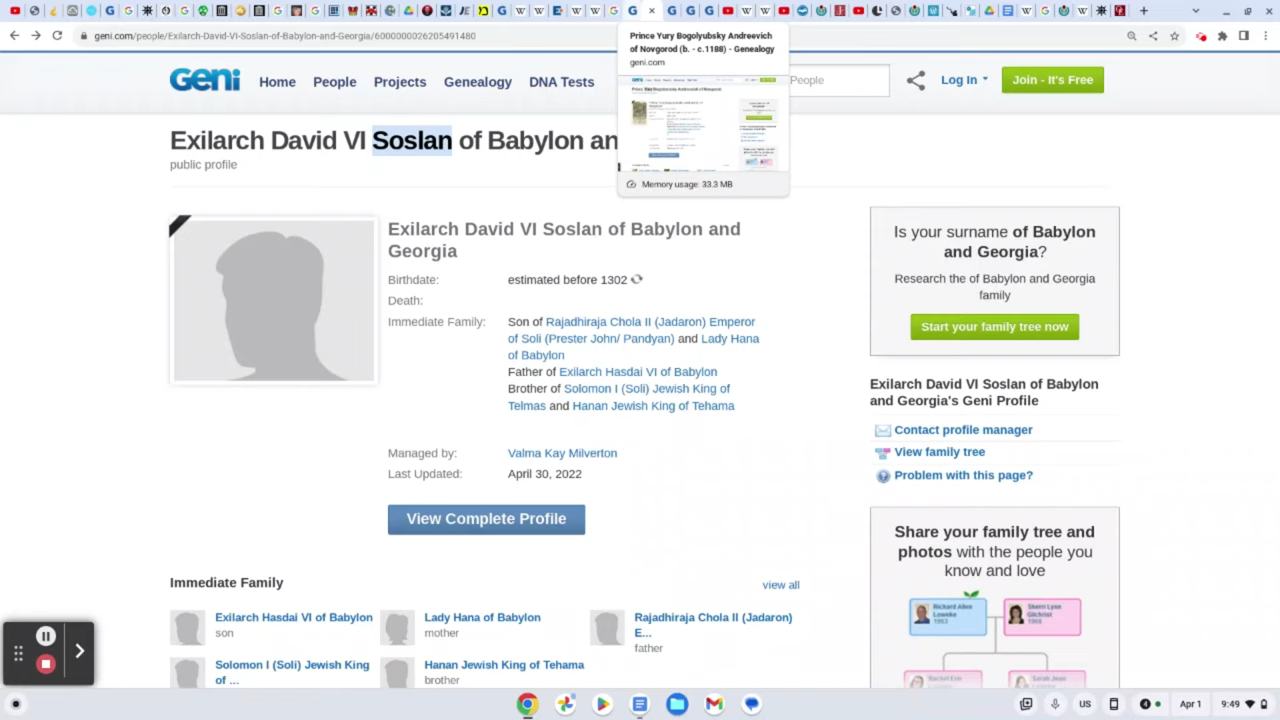 geni.com/people/Exilarch-David-VI-Soslan-of-Babylon-and-Georgia/6000000026205491480
Prince Yury Bogolyubsky Andreevich
of Novgorod (b. - c.1188) - Genealogy
geni.com
Memory usage: 33.3 MB
Geni
Home
People
Projects
Genealogy
DNA Tests
People
Log In
Join - It's F
Exilarch David VI Soslan of Babylon an
public profile
Exilarch David VI Soslan of Babylon and
Georgia
Birthdate:
estimated before 1302
Death:
Immediate Family:
Son of Rajadhiraja Chola II (Jadaron) Emperor
of Soli (Prester John/ Pandyan) and Lady Hana
of Babylon
Father of Exilarch Hasdai VI of Babylon
Brother of Solomon I (Soli) Jewish King of
Telmas and Hanan Jewish King of Tehama
Managed by:
Valma Kay Milverton
Last Updated:
April 30, 2022
View Complete Profile
Immediate Family
view all
Exilarch Hasdai VI of Babylon
son
Lady Hana of Babylon
mother
Rajadhiraja Chola II (Jadaron)
E...
father
Solomon I (Soli) Jewish King
of ...
Hanan Jewish King of Tehama
brother
Is your surname of Babylon
and Georgia?
Research the of Babylon and Georgia
family
Start your family tree now
Exilarch David VI Soslan of Babylon
and Georgia's Geni Profile
Contact profile manager
View family tree
Problem with this page?
Share your family tree and
photos with the people you
know and love
Richard Alive
Loweke
1963
Sherri Lyse
Gilchrist
1968
US
Apr 1
9:49